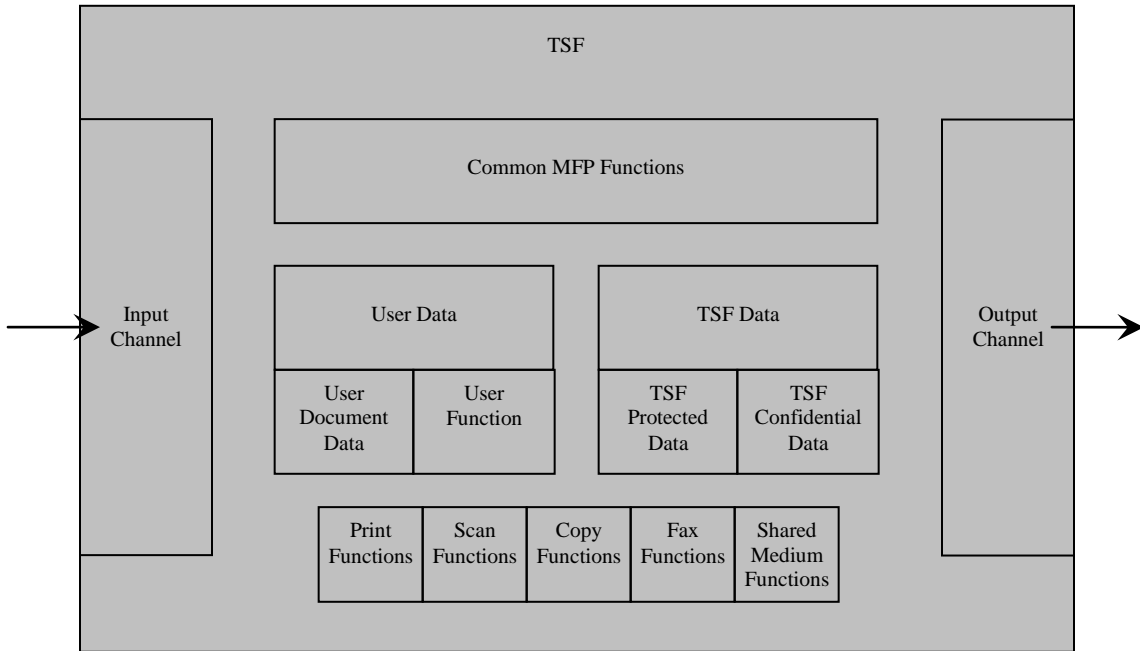 TSF
Common MFP Functions
Input
Channel
User Data
TSF Data
Output
Channel
User
Document
Data
User
Function
TSF
Protected
Data
TSF
Confidential
Data
Print
Functions
Scan
Functions
Copy
Functions
Fax
Functions
Shared
Medium
Functions